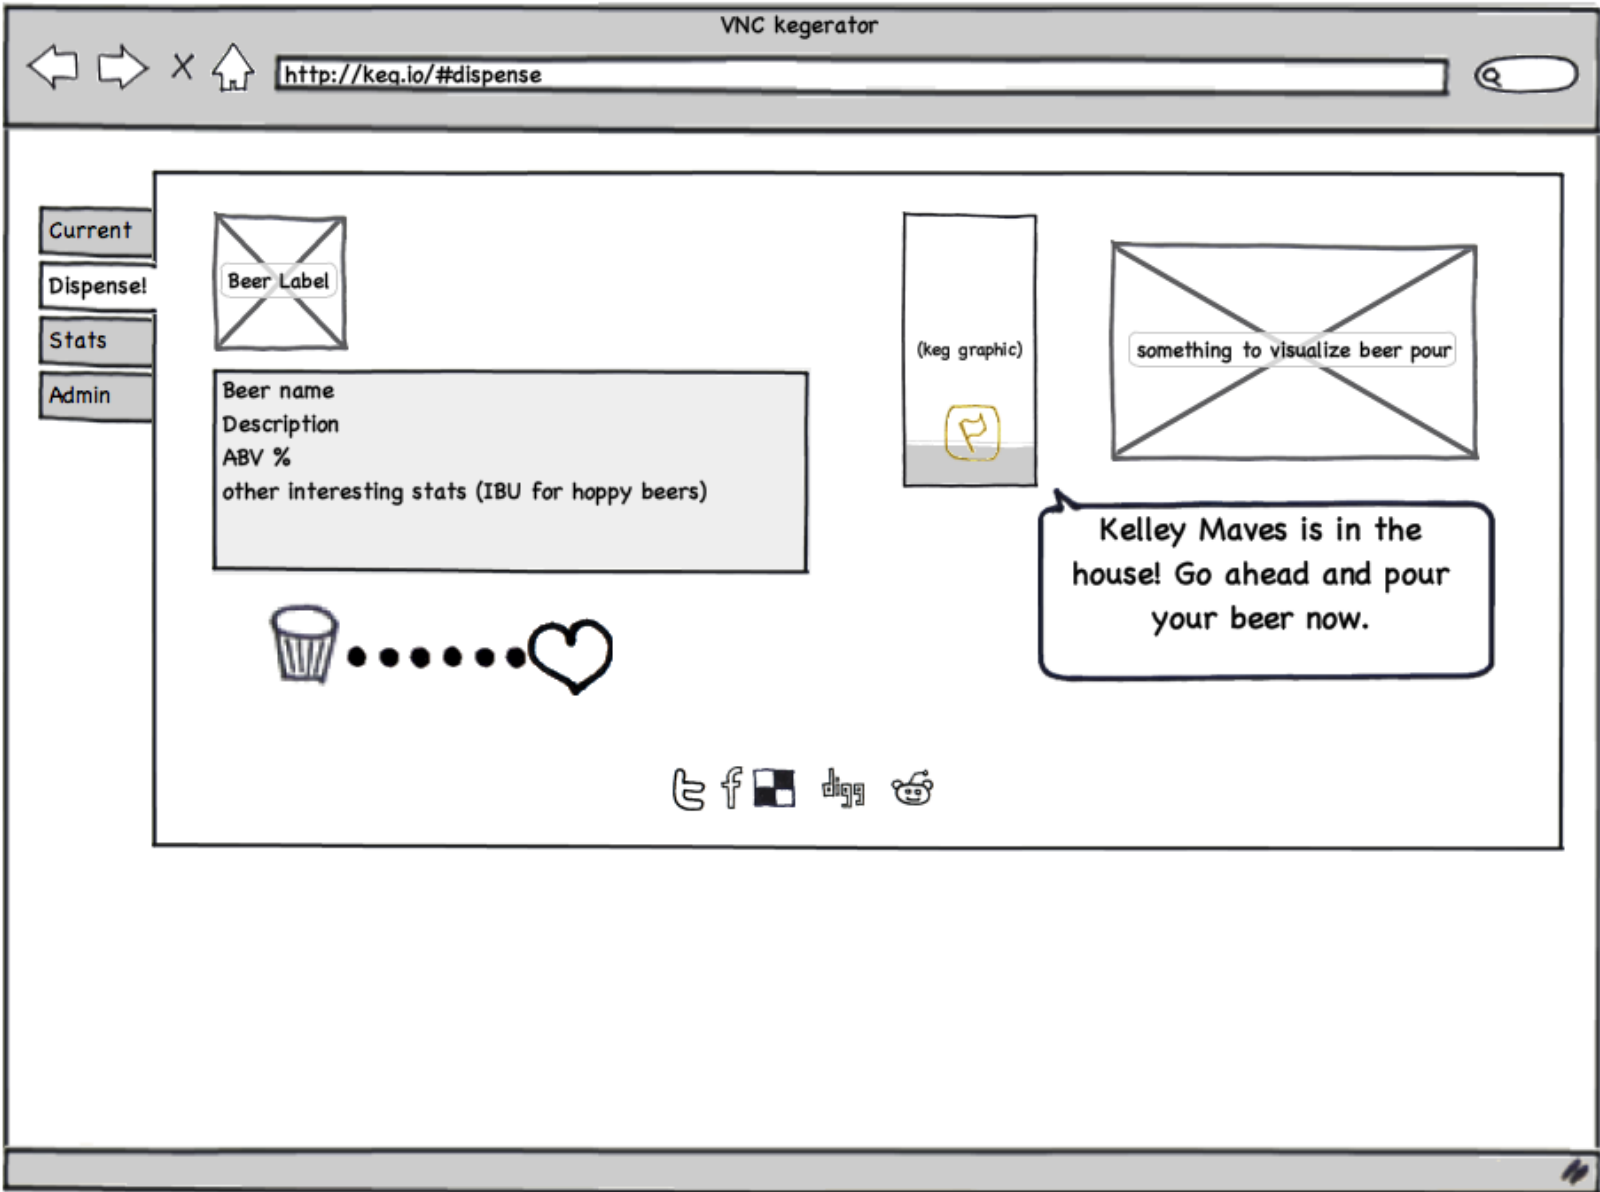 VNC kegerator
http://keg.io/#dispense
Current
Dispense!
Stats
Admin
Beer Label
Beer name
Description
ABV %
other interesting stats (IBU for hoppy beers)
(keg graphic)
something to visualize beer pour
Kelley Maves is in the
house! Go ahead and pour
your beer now.
digg